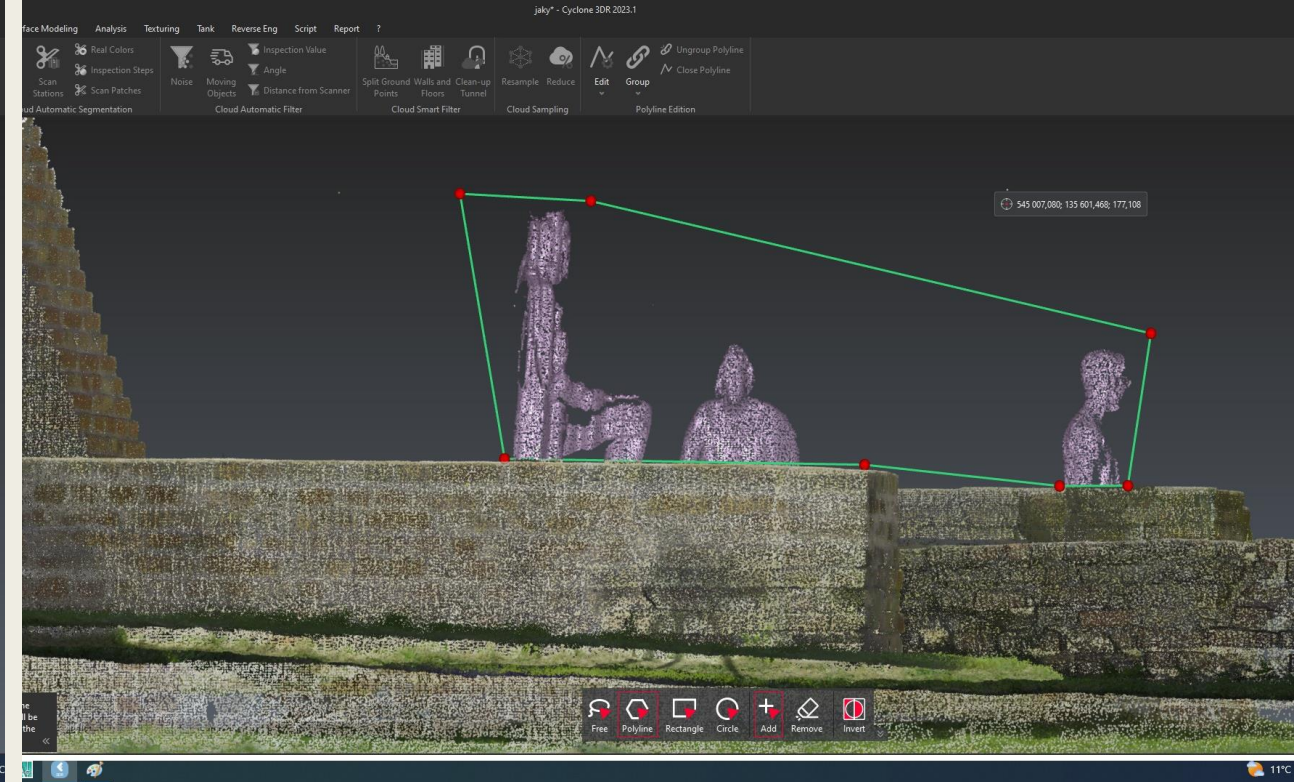 jaky* - Cyclone 3DR 2023.1
face Modeling Analysis Texturing Tank Reverse Eng Script Report ?
Real Colors
Inspection Steps
Scan Patches
Scan
Stations
Noise
Moving
Objects
Inspection Value
Angle
Distance from Scanner
Split Ground
Points
Walls and
Floors
Clean-up
Tunnel
Resample
Reduce
Edit
Group
Ungroup Polyline
Close Polyline
ud Automatic Segmentation
Cloud Automatic Filter
Cloud Smart Filter
Cloud Sampling
Polyline Edition
545 007,080; 135 601,468; 177,108
ll be
the
Free
Polyline
Rectangle
Circle
Add
Remove
Invert
11°C